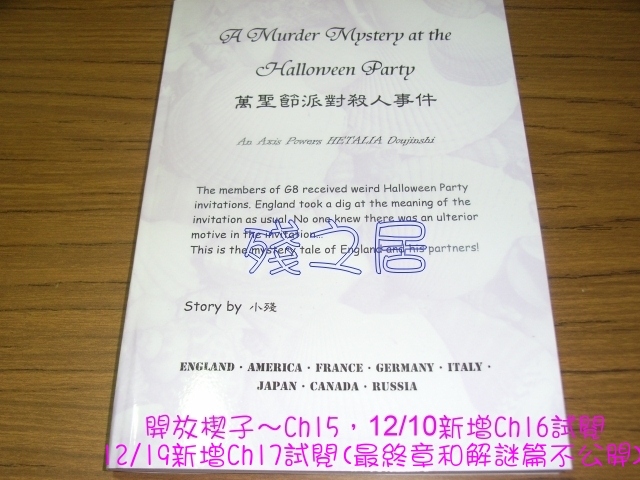 A Murder Mystery at the
Halloween Party
萬聖節派對殺人事件
An Axis Powers HETALIA Doujinshi
The members of G8 received weird Halloween Party
invitations. England took a dig at the meaning of the
invitation as usual. No one knew there was an ulterior
motive in the invitation...
This is the mystery tale of England and his partners!
殘之居
Story by 小殘
ENGLAND · AMERICA · FRANCE · GERMANY · ITALY ·
JAPAN · CANADA · RUSSIA
開放楔子～Ch15，12/10新增Ch16試閱
12/19新增Ch17試閱(最終章和解謎篇不公開)